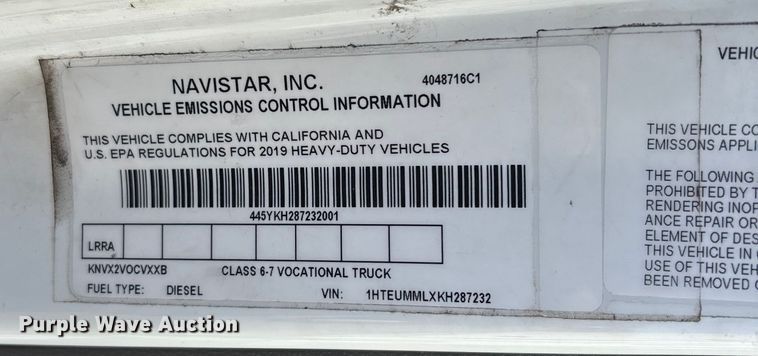 NAVISTAR, INC.
4048716C1
VEHICLE EMISSIONS CONTROL INFORMATION
THIS VEHICLE COMPLIES WITH CALIFORNIA AND
U.S. EPA REGULATIONS FOR 2019 HEAVY-DUTY VEHICLES
445YKH287232001
LRRA
KNVX2VOCVXXB
CLASS 6-7 VOCATIONAL TRUCK
FUEL TYPE: DIESEL VIN: 1HTEUMMLXKH287232
VEHIC
THIS VEHICLE CO
EMISSONS APPLI
THE FOLLOWING
PROHIBITED BY T
RENDERING INOP
ANCE REPAIR OR
ELEMENT OF DES
THIS VEHICLE IN
USE OF THIS VEH
BEEN REMOVED
Purple Wave Auction